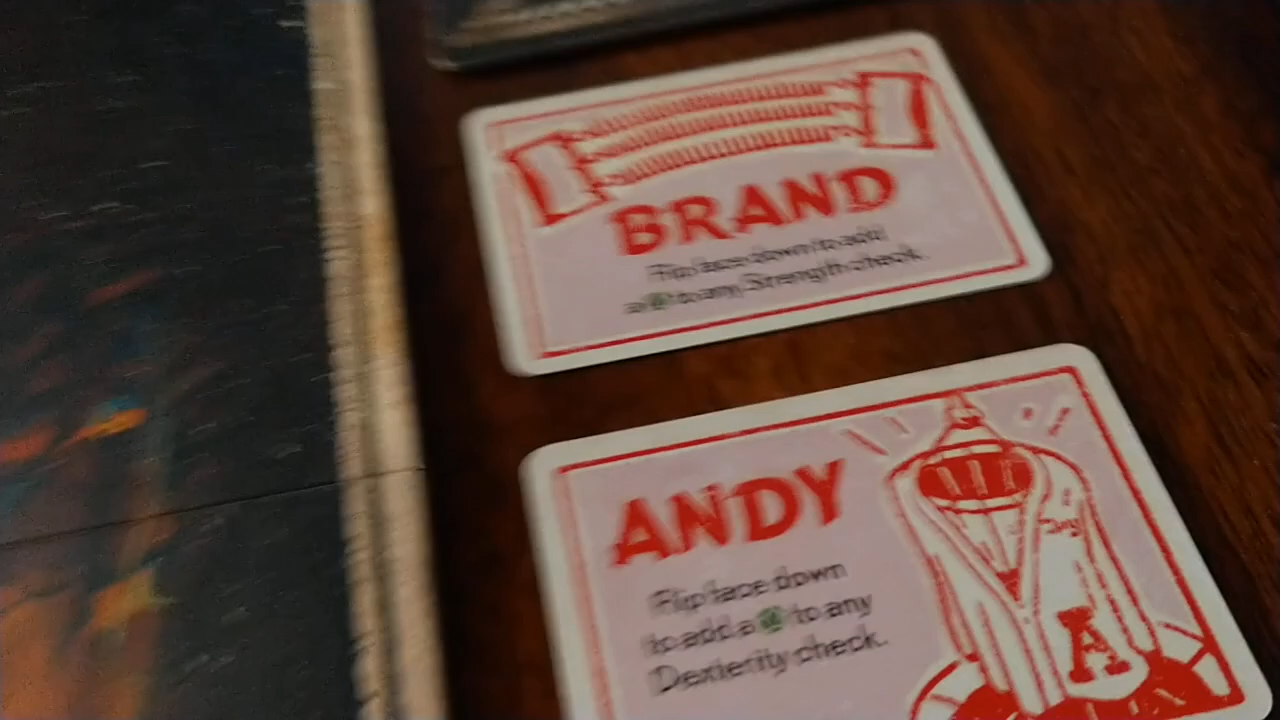 BRAND
Flip face down to add
a to any Strength check.
ANDY
Flip face down
to add a to any
Dexterity check.
A